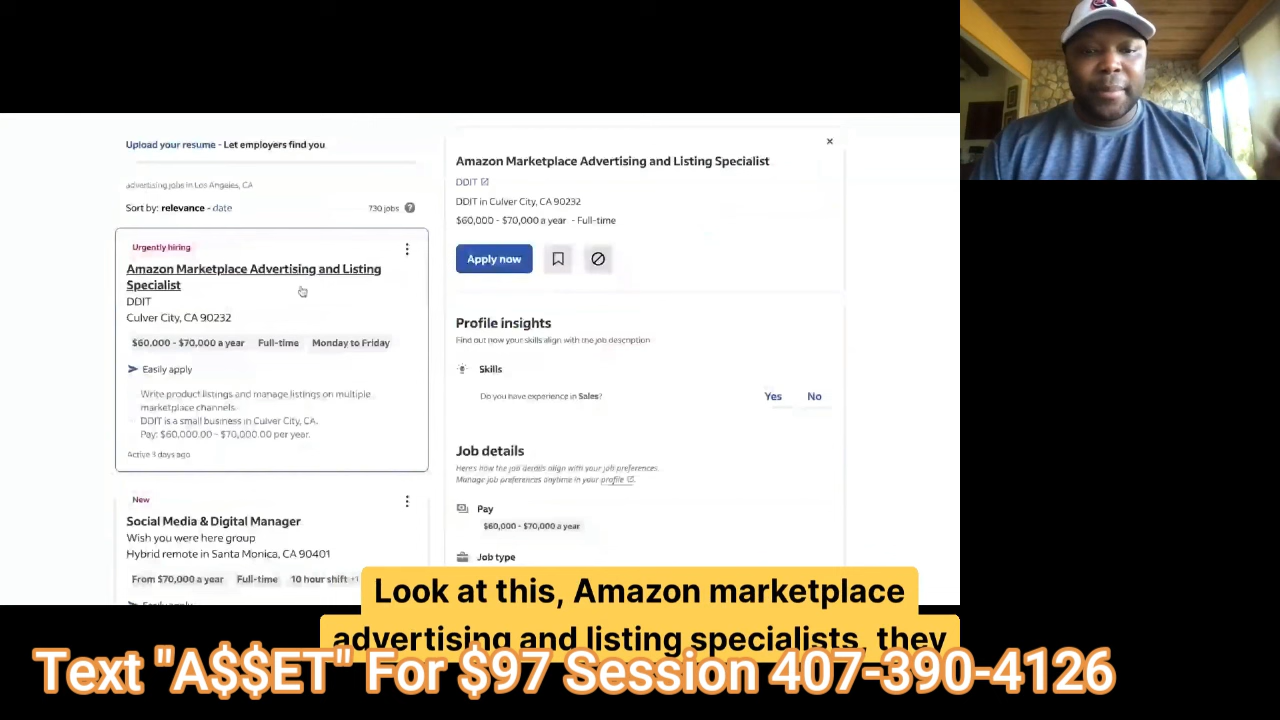 Upload your resume - Let employers find you
advertising jobs in Los Angeles, CA
Sort by: relevance - date
730 jobs
Urgently hiring
Amazon Marketplace Advertising and Listing
Specialist
DDIT
Culver City, CA 90232
$60,000 - $70,000 a year
Full-time
Monday to Friday
Easily apply
Write product listings and manage listings on multiple
marketplace channels.
DDIT is a small business in Culver City, CA.
Pay: $60,000.00 - $70,000.00 per year.
Active 3 days ago
New
Social Media & Digital Manager
Wish you were here group
Hybrid remote in Santa Monica, CA 90401
From $70,000 a year
Full-time
10 hour shift +1
Amazon Marketplace Advertising and Listing Specialist
DDIT
DDIT in Culver City, CA 90232
$60,000 - $70,000 a year - Full-time
Apply now
Profile insights
Find out how your skills align with the job description
Skills
Do you have experience in Sales?
Yes
No
Job details
Here's how the job details align with your job preferences.
Manage job preferences anytime in your profile
Pay
$60,000 - $70,000 a year
Job type
Look at this, Amazon marketplace
advertising and listing specialists, they
Text "A$$ET" For $97 Session 407-390-4126